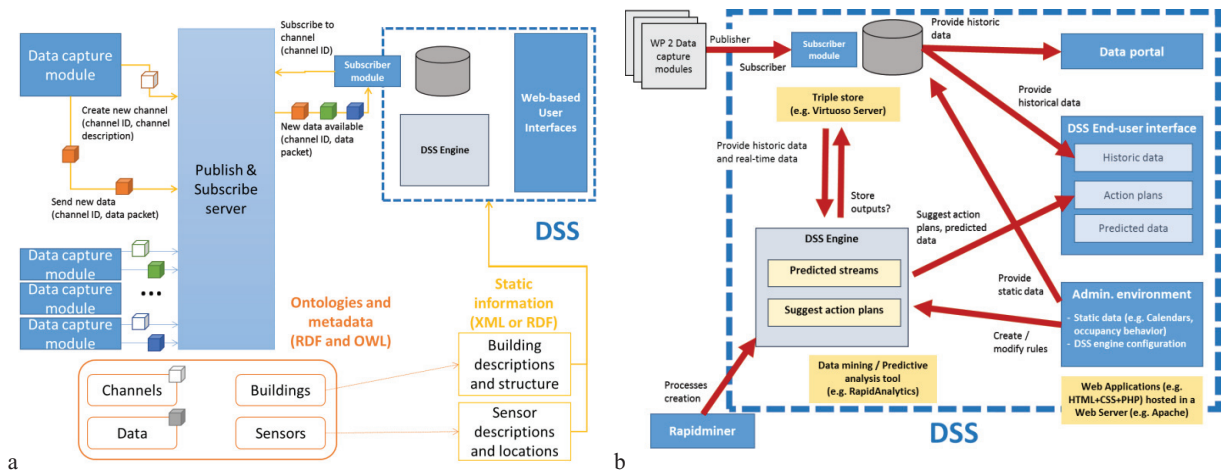 Data capture
module
Create new channel
(channel ID, channel
description)
Send new data
(channel ID, data packet)
Publish &
Subscribe
server
Subscribe to
channel
(channel ID)
Subscriber
module
New data available
(channel ID, data
packet)
DSS Engine
Web-based
User
Interfaces
DSS
Data capture
module
Data capture
module
Data capture
module
...
Ontologies and
metadata
(RDF and OWL)
Static
information
(XML or RDF)
Channels
Buildings
Data
Sensors
Building
descriptions
and structure
Sensor
descriptions
and locations
a
WP 2 Data
capture
modules
Publisher
Subscriber
Subscriber
module
Provide historic
data
Data portal
Triple store
(e.g. Virtuoso Server)
Provide
historical data
DSS End-user interface
Historic data
Action plans
Predicted data
Provide historic data
and real-time data
Store
outputs?
Suggest action
plans, predicted
data
DSS Engine
Predicted streams
Suggest action plans
Provide
static data
Admin. environment
- Static data (e.g. Calendars,
occupancy behavior)
- DSS engine configuration
Create /
modify rules
Data mining / Predictive
analysis tool
(e.g. RapidAnalytics)
Web Applications (e.g.
HTML+CSS+PHP) hosted in
a Web Server (e.g. Apache)
Processes
creation
Rapidminer
DSS
b